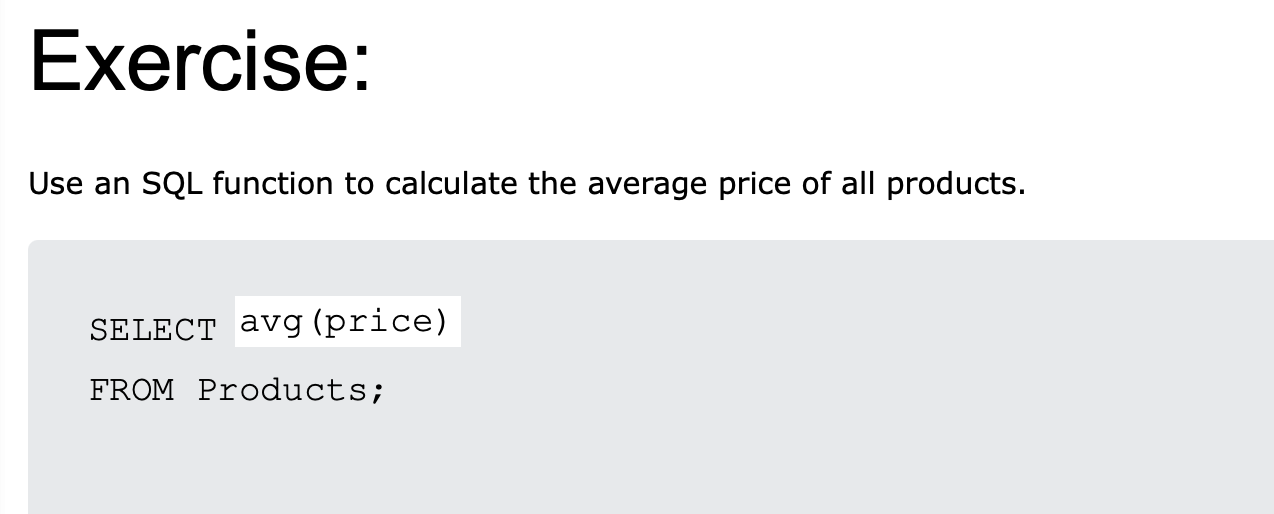 Exercise:
Use an SQL function to calculate the average price of all products.
SELECT avg(price)
FROM Products;